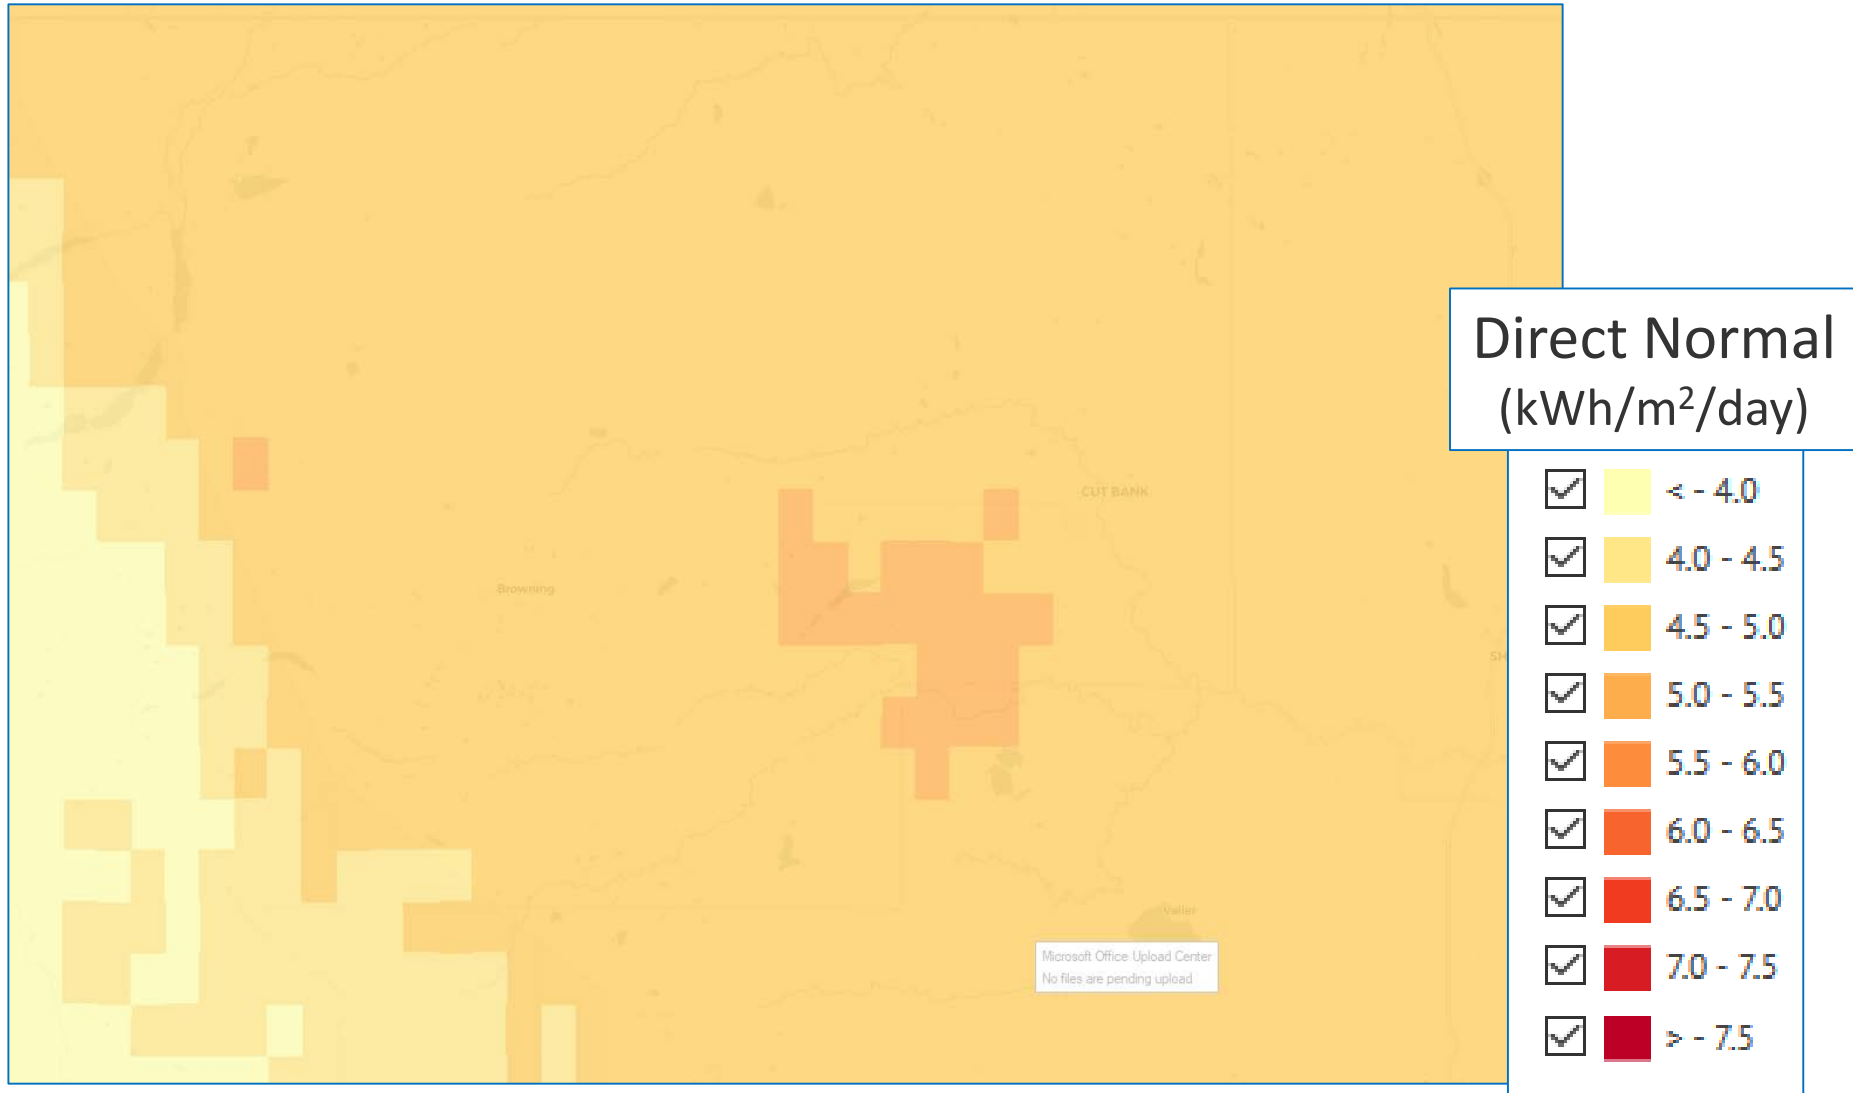 Direct Normal
(kWh/m²/day)
< - 4.0
4.0 - 4.5
4.5 - 5.0
5.0 - 5.5
5.5 - 6.0
6.0 - 6.5
6.5 - 7.0
7.0 - 7.5
> - 7.5
CUT BANK
Browning
SH
Valier
Microsoft Office Upload Center
No files are pending upload